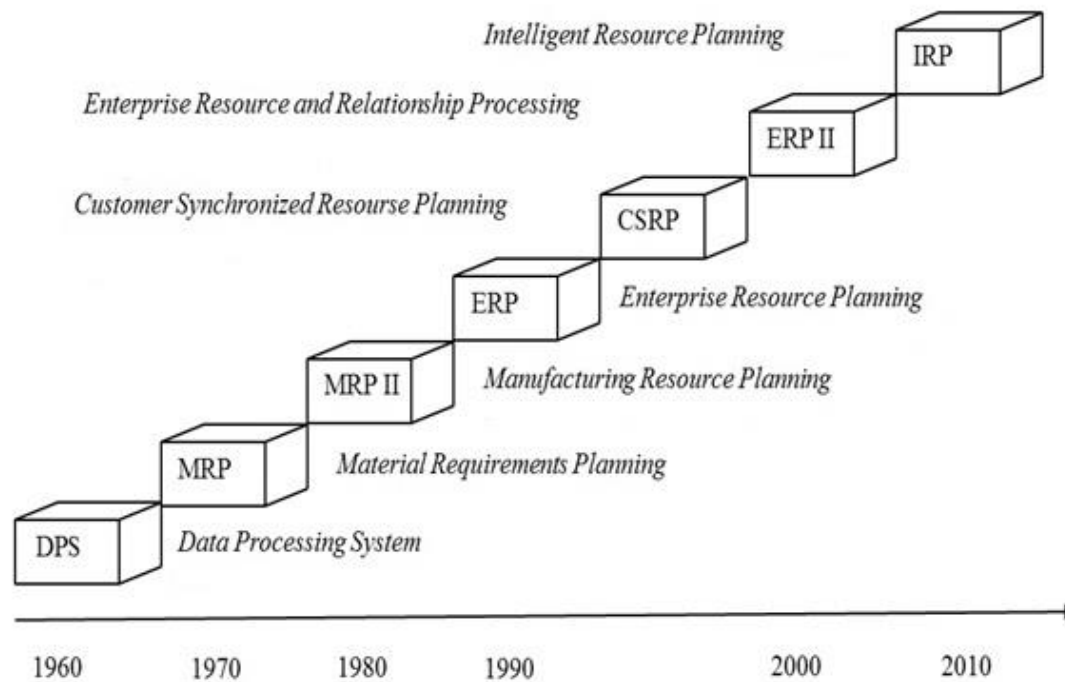 Intelligent Resource Planning
IRP
Enterprise Resource and Relationship Processing
ERP II
Customer Synchronized Resourse Planning
CSRP
ERP
Enterprise Resource Planning
MRP II
Manufacturing Resource Planning
MRP
Material Requirements Planning
DPS
Data Processing System
1960 1970 1980 1990 2000 2010